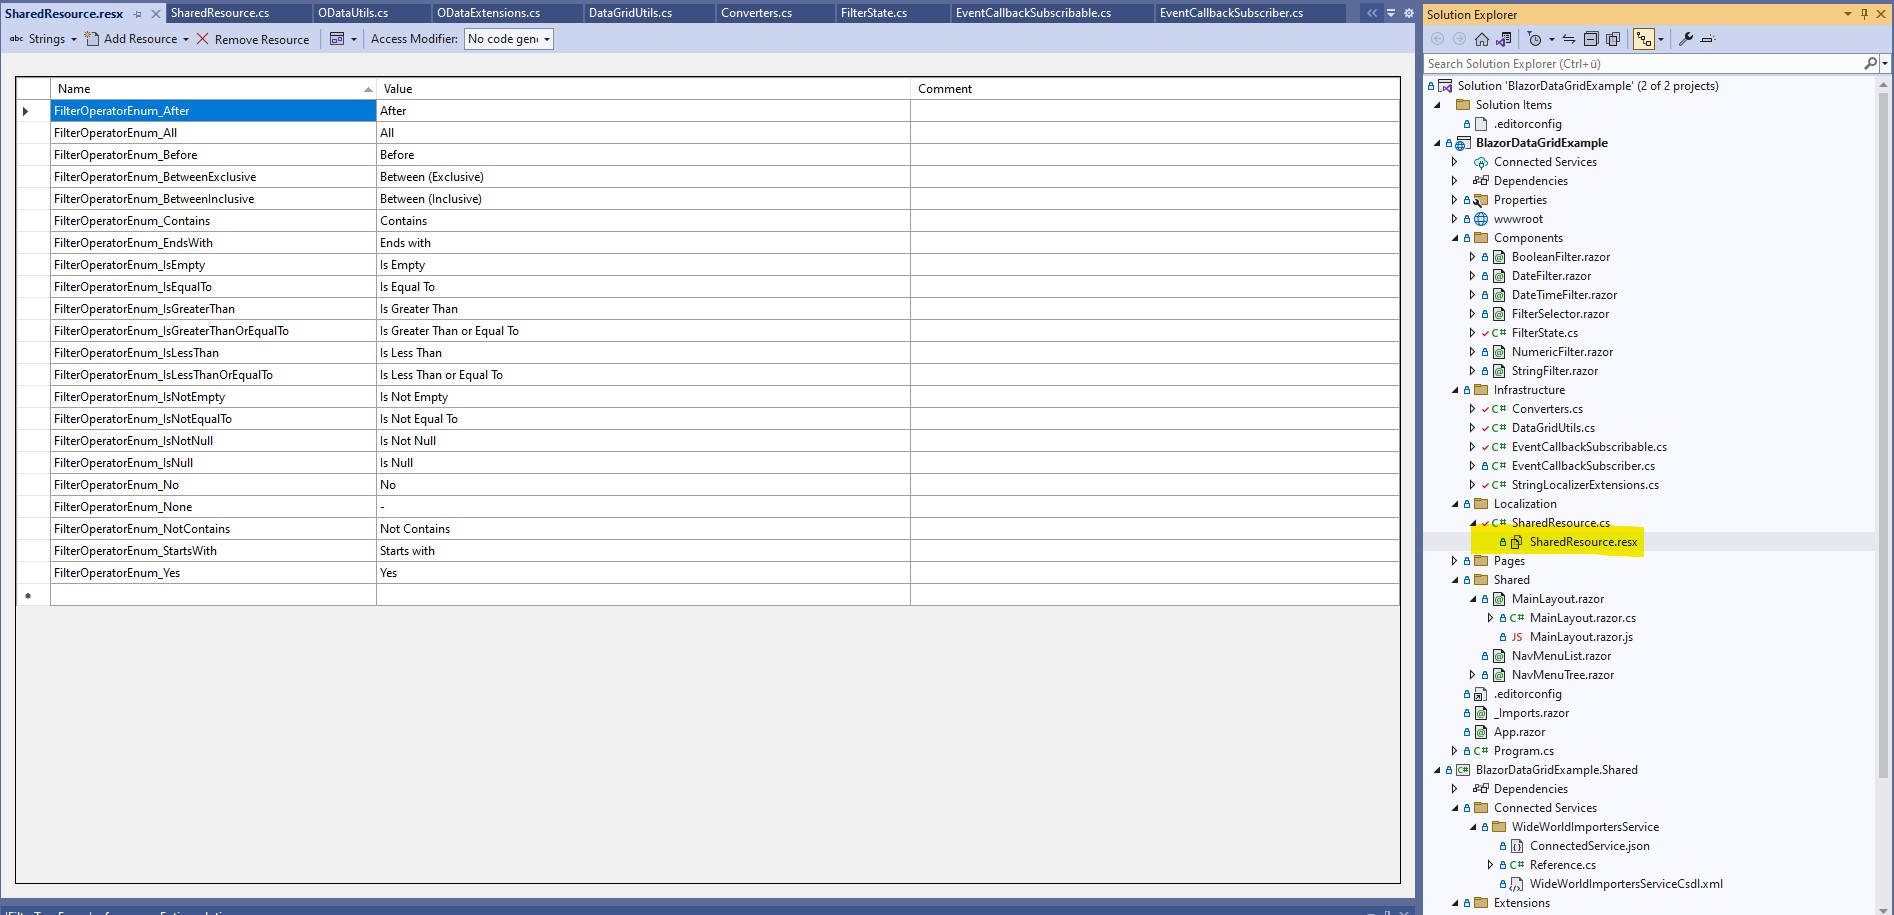 SharedResource.resx SharedResource.cs ODataUtils.cs ODataExtensions.cs DataGridUtils.cs Converters.cs FilterState.cs EventCallbackSubscribable.cs EventCallbackSubscriber.cs
abc Strings Add Resource Remove Resource Access Modifier: No code gen
Name Value Comment
FilterOperatorEnum_After After
FilterOperatorEnum_All All
FilterOperatorEnum_Before Before
FilterOperatorEnum_BetweenExclusive Between (Exclusive)
FilterOperatorEnum_BetweenInclusive Between (Inclusive)
FilterOperatorEnum_Contains Contains
FilterOperatorEnum_EndsWith Ends with
FilterOperatorEnum_IsEmpty Is Empty
FilterOperatorEnum_IsEqualTo Is Equal To
FilterOperatorEnum_IsGreaterThan Is Greater Than
FilterOperatorEnum_IsGreaterThanOrEqualTo Is Greater Than or Equal To
FilterOperatorEnum_IsLessThan Is Less Than
FilterOperatorEnum_IsLessThanOrEqualTo Is Less Than or Equal To
FilterOperatorEnum_IsNotEmpty Is Not Empty
FilterOperatorEnum_IsNotEqualTo Is Not Equal To
FilterOperatorEnum_IsNotNull Is Not Null
FilterOperatorEnum_IsNull Is Null
FilterOperatorEnum_No No
FilterOperatorEnum_None -
FilterOperatorEnum_NotContains Not Contains
FilterOperatorEnum_StartsWith Starts with
FilterOperatorEnum_Yes Yes
Solution Explorer
Search Solution Explorer (Ctrl+ü)
Solution 'BlazorDataGridExample' (2 of 2 projects)
Solution Items
.editorconfig
BlazorDataGridExample
Connected Services
Dependencies
Properties
wwwroot
Components
BooleanFilter.razor
DateFilter.razor
DateTimeFilter.razor
FilterSelector.razor
C# FilterState.cs
NumericFilter.razor
StringFilter.razor
Infrastructure
C# Converters.cs
C# DataGridUtils.cs
C# EventCallbackSubscribable.cs
C# EventCallbackSubscriber.cs
C# StringLocalizerExtensions.cs
Localization
C# SharedResource.cs
SharedResource.resx
Pages
Shared
MainLayout.razor
C# MainLayout.razor.cs
JS MainLayout.razor.js
NavMenuList.razor
NavMenuTree.razor
.editorconfig
_Imports.razor
App.razor
C# Program.cs
C# BlazorDataGridExample.Shared
Dependencies
Connected Services
WideWorldImportersService
ConnectedService.json
C# Reference.cs
WideWorldImportersServiceCsdl.xml
Extensions